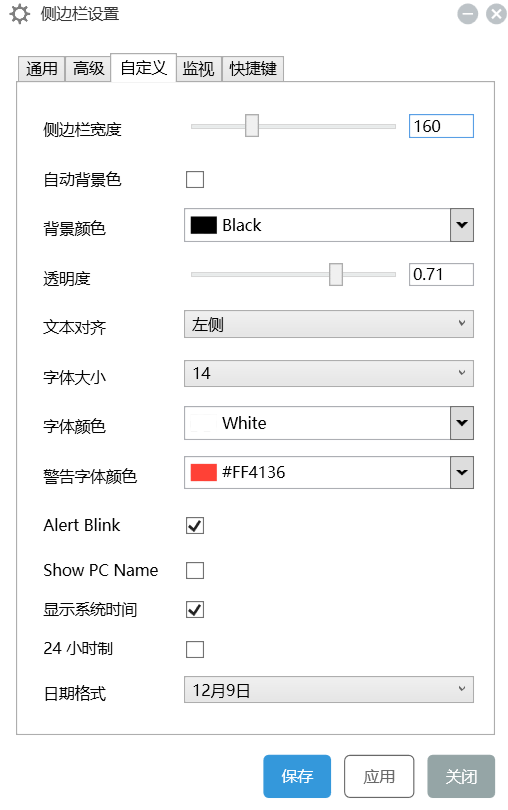 侧边栏设置
通用 高级 自定义 监视 快捷键
侧边栏宽度 160
自动背景色
背景颜色 Black
透明度 0.71
文本对齐 左侧
字体大小 14
字体颜色 White
警告字体颜色 #FF4136
Alert Blink
Show PC Name
显示系统时间
24 小时制
日期格式 12月9日
保存 应用 关闭